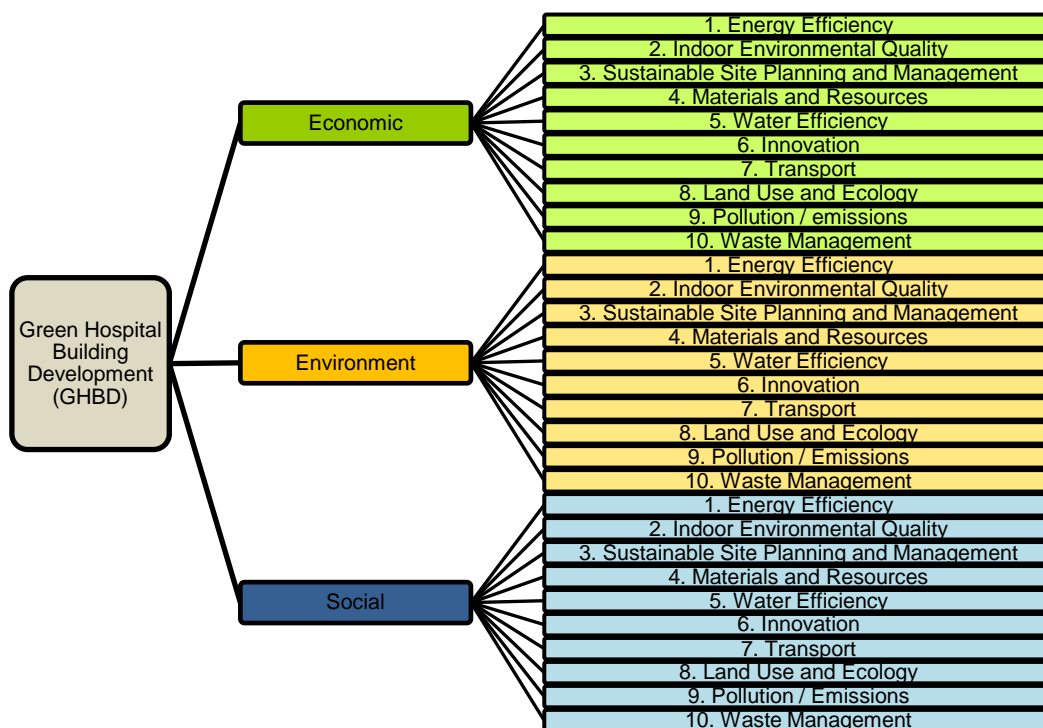 Green Hospital
Building
Development
(GHBD)
Economic
1. Energy Efficiency
2. Indoor Environmental Quality
3. Sustainable Site Planning and Management
4. Materials and Resources
5. Water Efficiency
6. Innovation
7. Transport
8. Land Use and Ecology
9. Pollution / emissions
10. Waste Management
Environment
1. Energy Efficiency
2. Indoor Environmental Quality
3. Sustainable Site Planning and Management
4. Materials and Resources
5. Water Efficiency
6. Innovation
7. Transport
8. Land Use and Ecology
9. Pollution / Emissions
10. Waste Management
Social
1. Energy Efficiency
2. Indoor Environmental Quality
3. Sustainable Site Planning and Management
4. Materials and Resources
5. Water Efficiency
6. Innovation
7. Transport
8. Land Use and Ecology
9. Pollution / Emissions
10. Waste Management